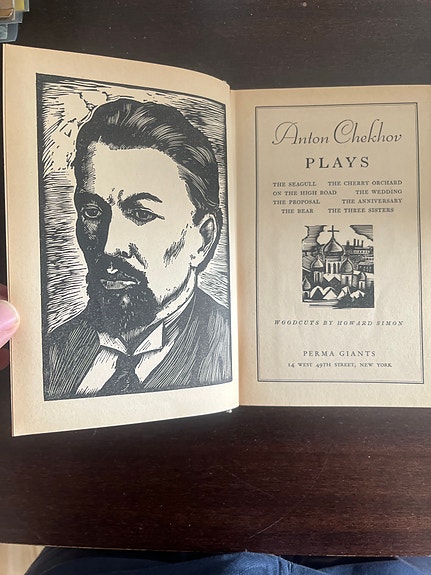 Anton Chekhov
PLAYS
THE SEAGULL THE CHERRY ORCHARD
ON THE HIGH ROAD THE WEDDING
THE PROPOSAL THE ANNIVERSARY
THE BEAR THE THREE SISTERS
WOODCUTS BY HOWARD SIMON
PERMA GIANTS
14 WEST 49TH STREET, NEW YORK